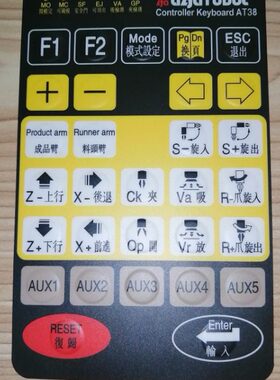 MO MC SF EJ VA GP
Controller Keyboard AT38
F1 F2 Mode 模式設定 Pg Dn 換頁 ESC 退出
+ −
Product arm 成品臂 Runner arm 料頭臂 S−旋入 S+旋出
Z−上行 X−後退 Ck 夾 Va 吸 R-爪旋入
Z+下行 X+前進 Op 開 Vr 放 R+爪旋出
AUX1 AUX2 AUX3 AUX4 AUX5
RESET 復歸
Enter 輸入